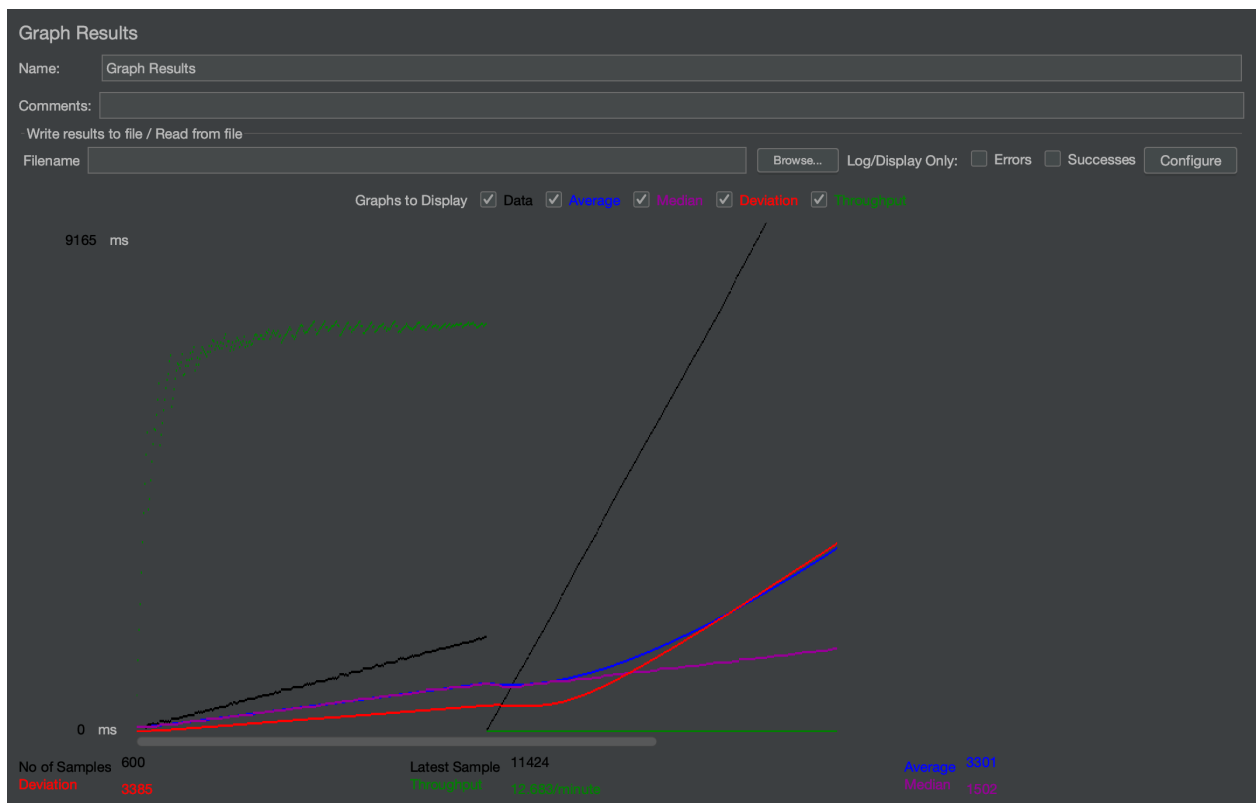 Graph Results
Name: Graph Results
Comments:
Write results to file / Read from file
Filename Browse... Log/Display Only: Errors Successes Configure
Graphs to Display Data Average Median Deviation Throughput
9165 ms
0 ms
No of Samples 600 Latest Sample 11424 Average 3301
Deviation 3385 Throughput 12.683/minute Median